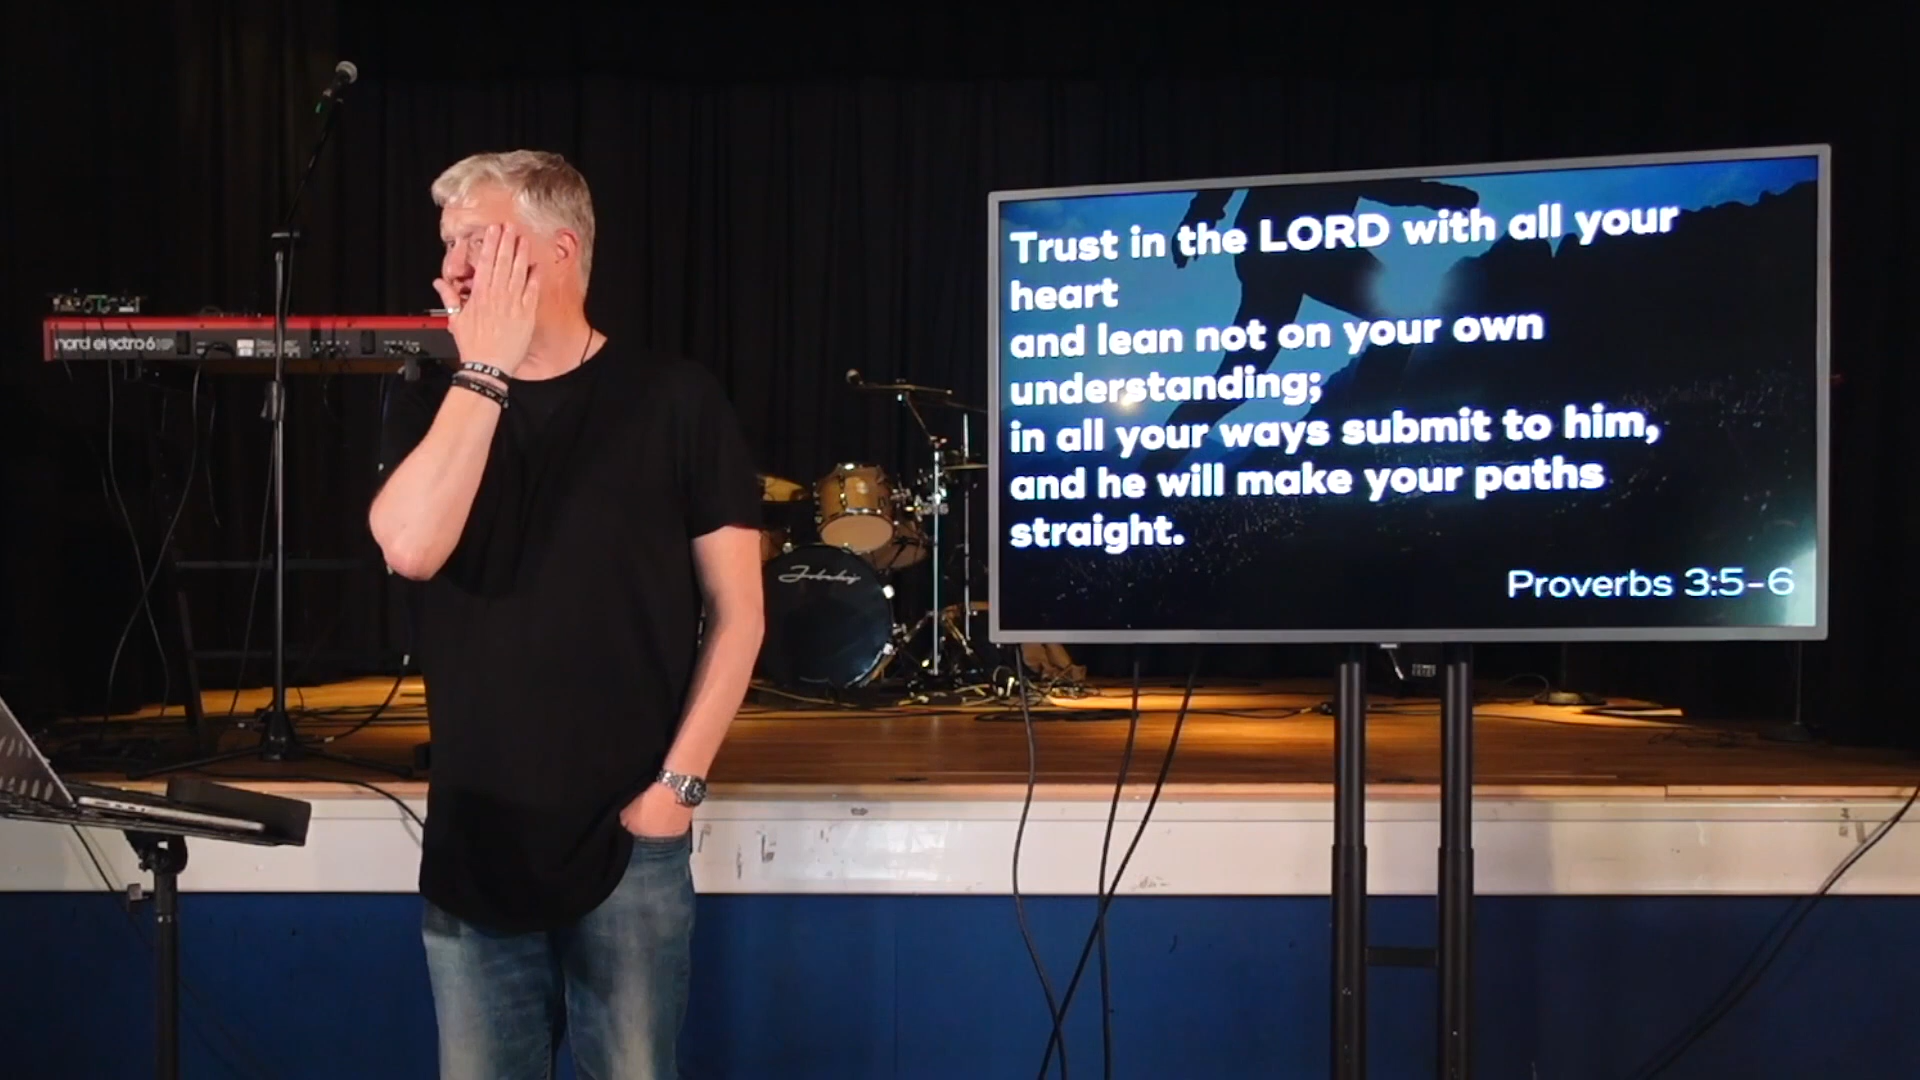 Trust in the LORD with all your
heart
and lean not on your own
understanding;
in all your ways submit to him,
and he will make your paths
straight.
Proverbs 3:5-6
nord electro 6 HP